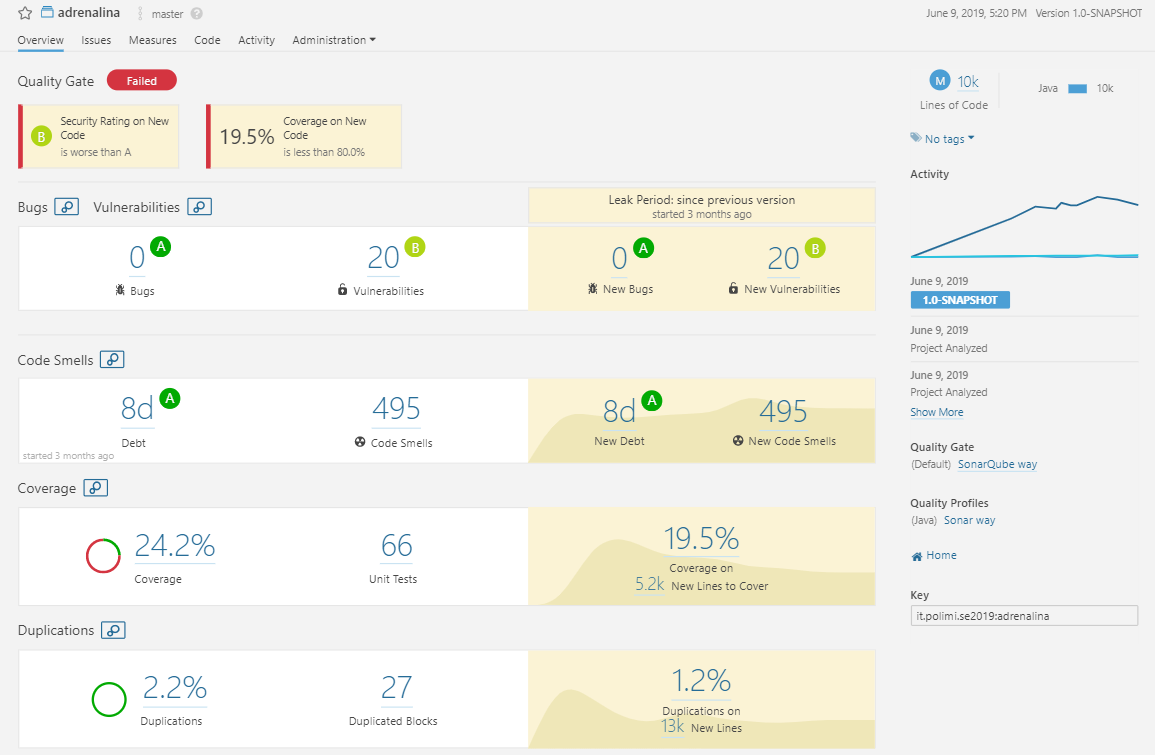 adrenalina master ? June 9, 2019, 5:20 PM Version 1.0-SNAPSHOT
Overview Issues Measures Code Activity Administration
Quality Gate Failed
B Security Rating on New
Code
is worse than A
19.5% Coverage on New
Code
is less than 80.0%
Bugs Vulnerabilities
Leak Period: since previous version
started 3 months ago
0 A
Bugs
20 B
Vulnerabilities
0 A
New Bugs
20 B
New Vulnerabilities
Code Smells
8d A
Debt
started 3 months ago
495
Code Smells
8d A
New Debt
495
New Code Smells
Coverage
24.2%
Coverage
66
Unit Tests
19.5%
Coverage on
5.2k New Lines to Cover
Duplications
2.2%
Duplications
27
Duplicated Blocks
1.2%
Duplications on
13k New Lines
M 10k
Lines of Code
Java 10k
No tags
Activity
June 9, 2019
1.0-SNAPSHOT
June 9, 2019
Project Analyzed
June 9, 2019
Project Analyzed
Show More
Quality Gate
(Default) SonarQube way
Quality Profiles
(Java) Sonar way
Home
Key
it.polimi.se2019:adrenalina